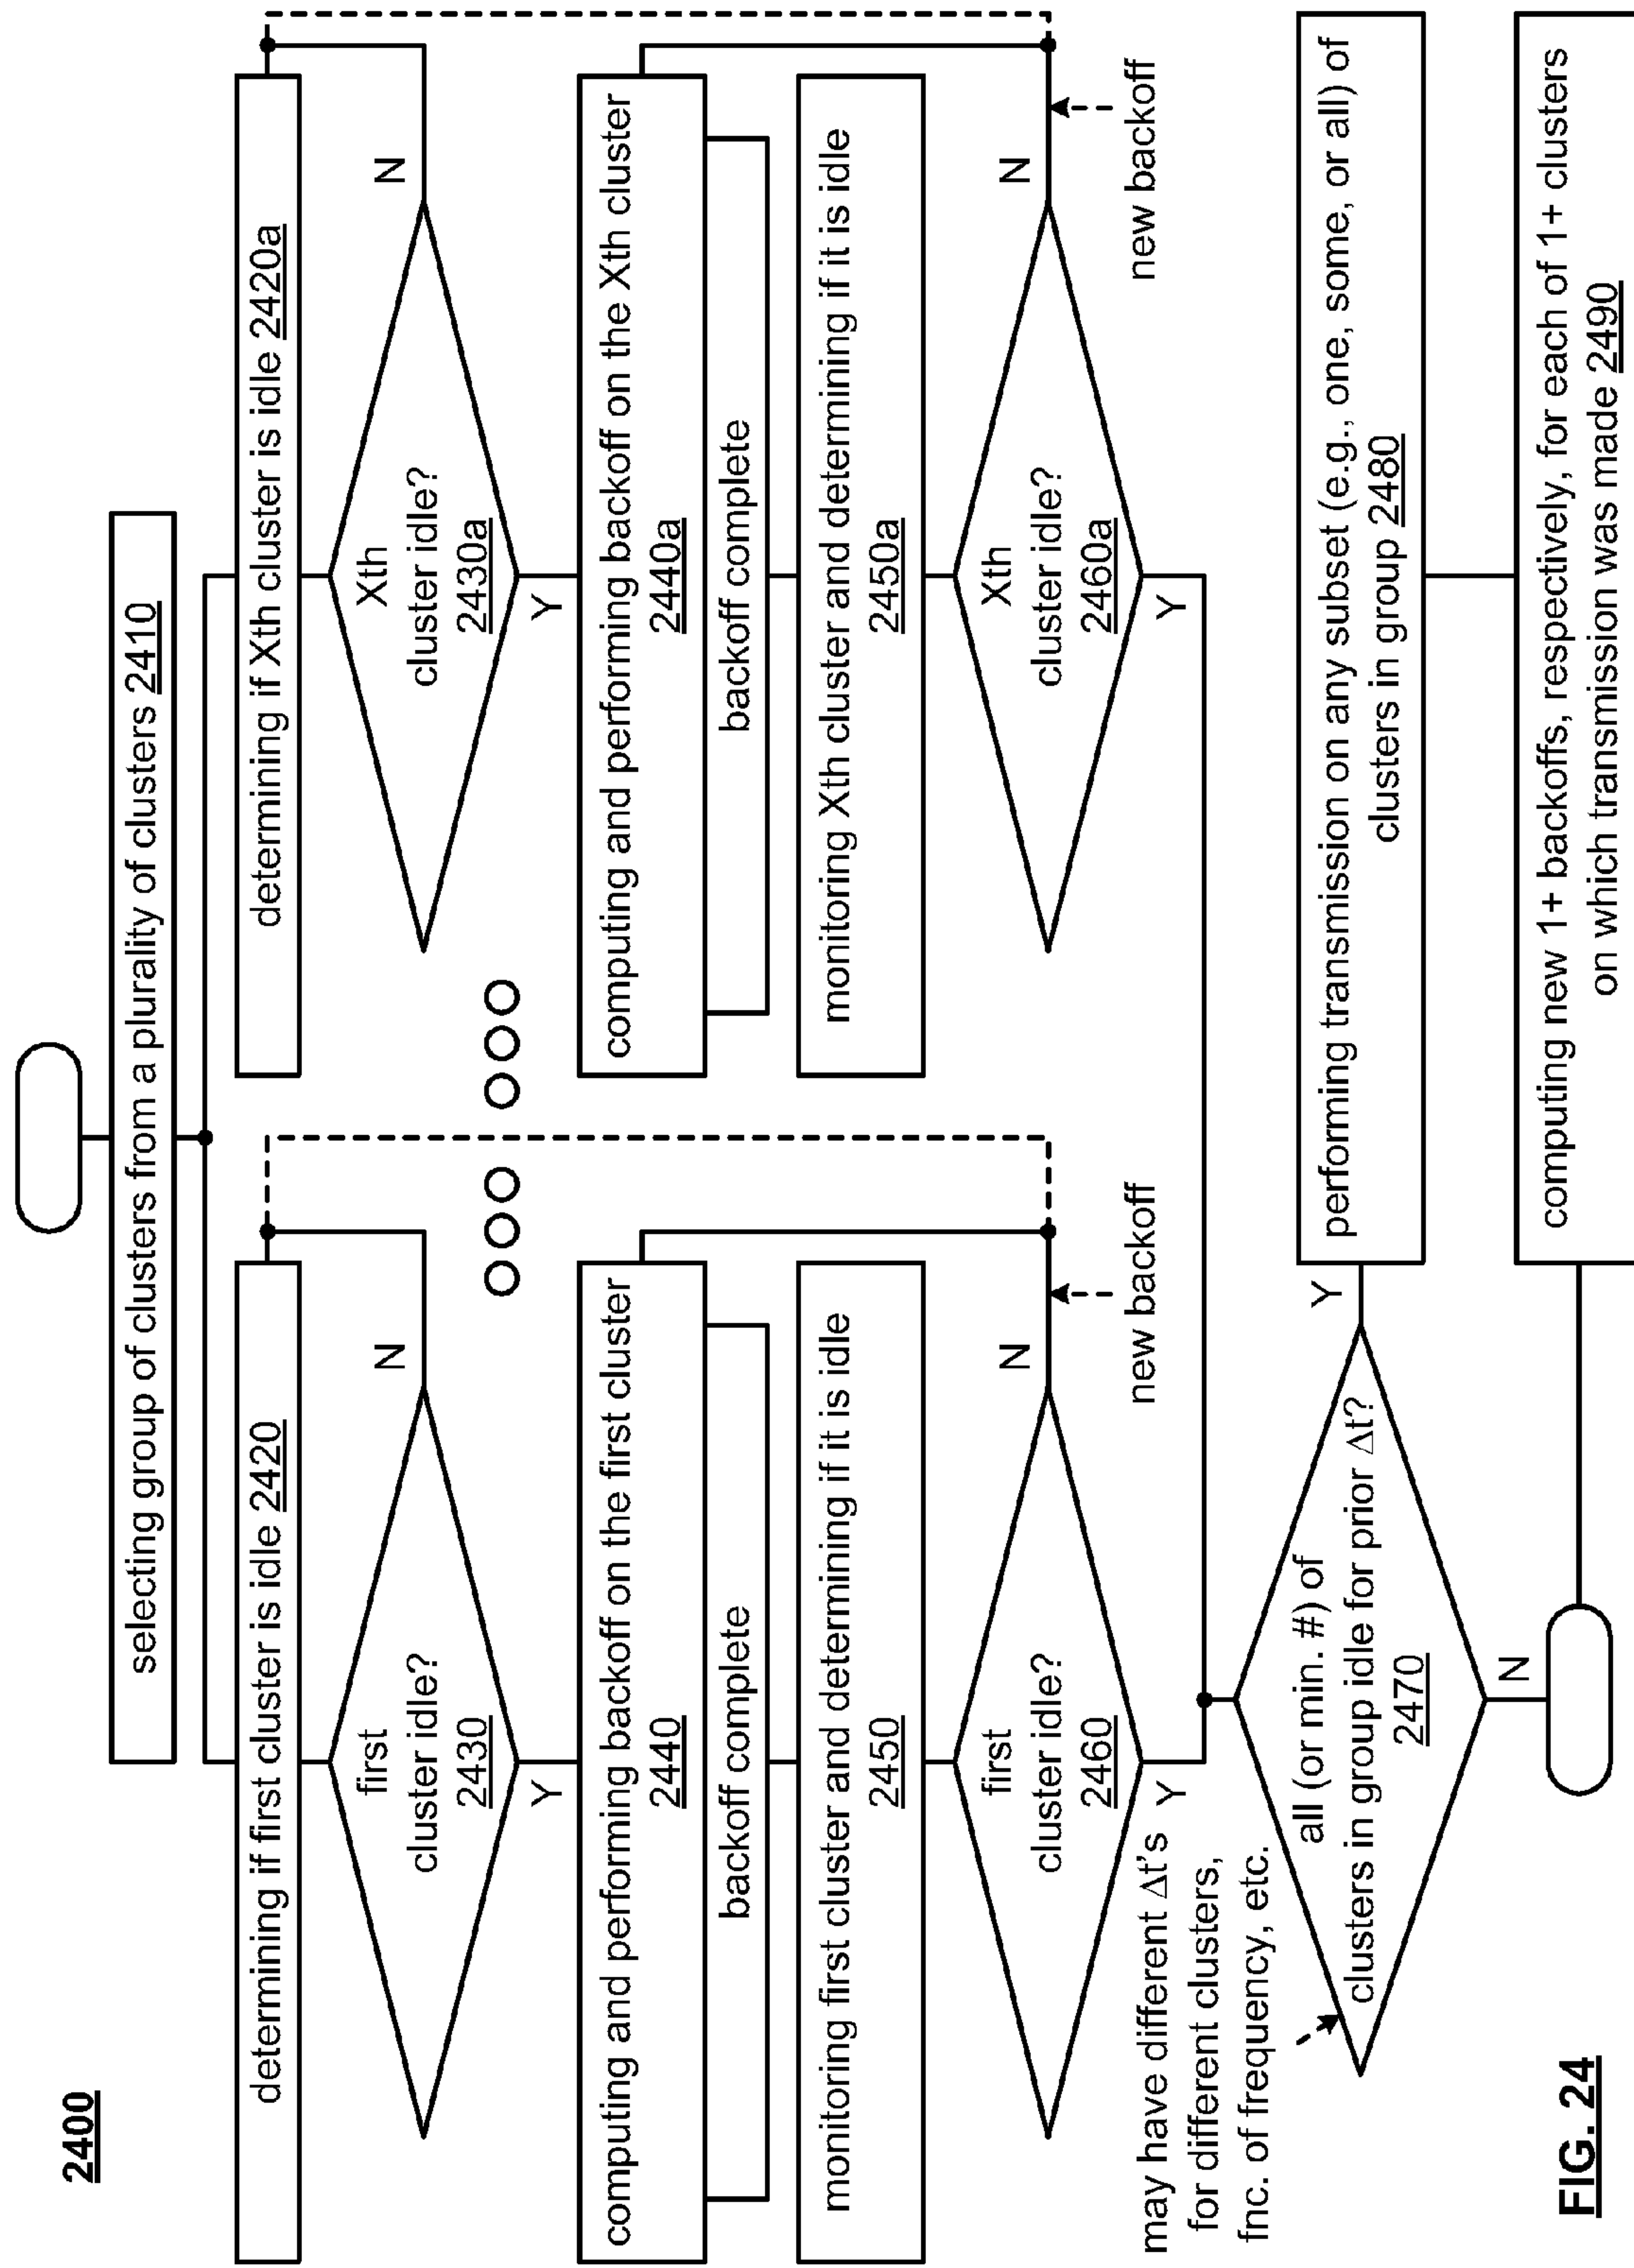 2400
selecting group of clusters from a plurality of clusters 2410
determining if first cluster is idle 2420
first
cluster idle?
2430
N
Y
computing and performing backoff on the first cluster
2440
backoff complete
monitoring first cluster and determining if it is idle
2450
first
cluster idle?
2460
N
Y
new backoff
determining if Xth cluster is idle 2420a
Xth
cluster idle?
2430a
N
Y
computing and performing backoff on the Xth cluster
2440a
backoff complete
monitoring Xth cluster and determining if it is idle
2450a
Xth
cluster idle?
2460a
N
Y
new backoff
may have different Δt's
for different clusters,
fnc. of frequency, etc.
all (or min. #) of
clusters in group idle for prior Δt?
2470
Y
N
performing transmission on any subset (e.g., one, some, or all) of
clusters in group 2480
computing new 1+ backoffs, respectively, for each of 1+ clusters
on which transmission was made 2490
FIG. 24